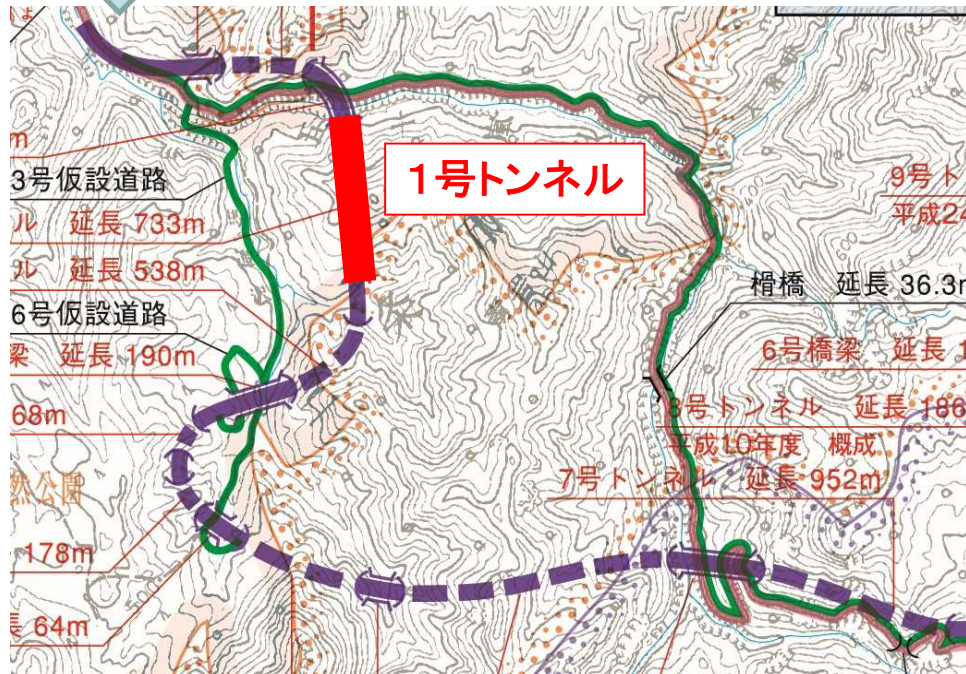 m
3号仮設道路
ル 延長 733m
ル 延長 538m
6号仮設道路
梁 延長 190m
68m
然公園
178m
長 64m
1号トンネル
9号ト
平成24
橋 延長 36.3m
6号橋梁 延長 1
8号トンネル 延長 186
平成10年度 概成
7号トンネル 延長 952m